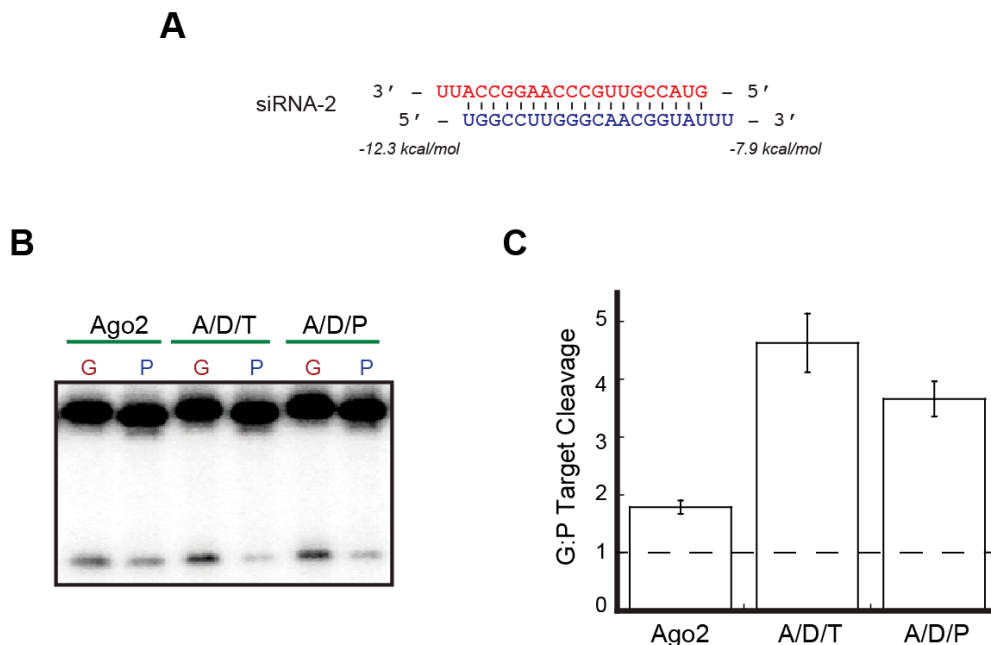 A
siRNA-2
3′ – UUACCGGAACCCGUUGCCAUG – 5′
5′ – UGGCCUUGGGCAACGGUAUUU – 3′
-12.3 kcal/mol
-7.9 kcal/mol
B
Ago2 A/D/T A/D/P
G P G P G P
C
G:P Target Cleavage
5
4
3
2
1
0
Ago2 A/D/T A/D/P